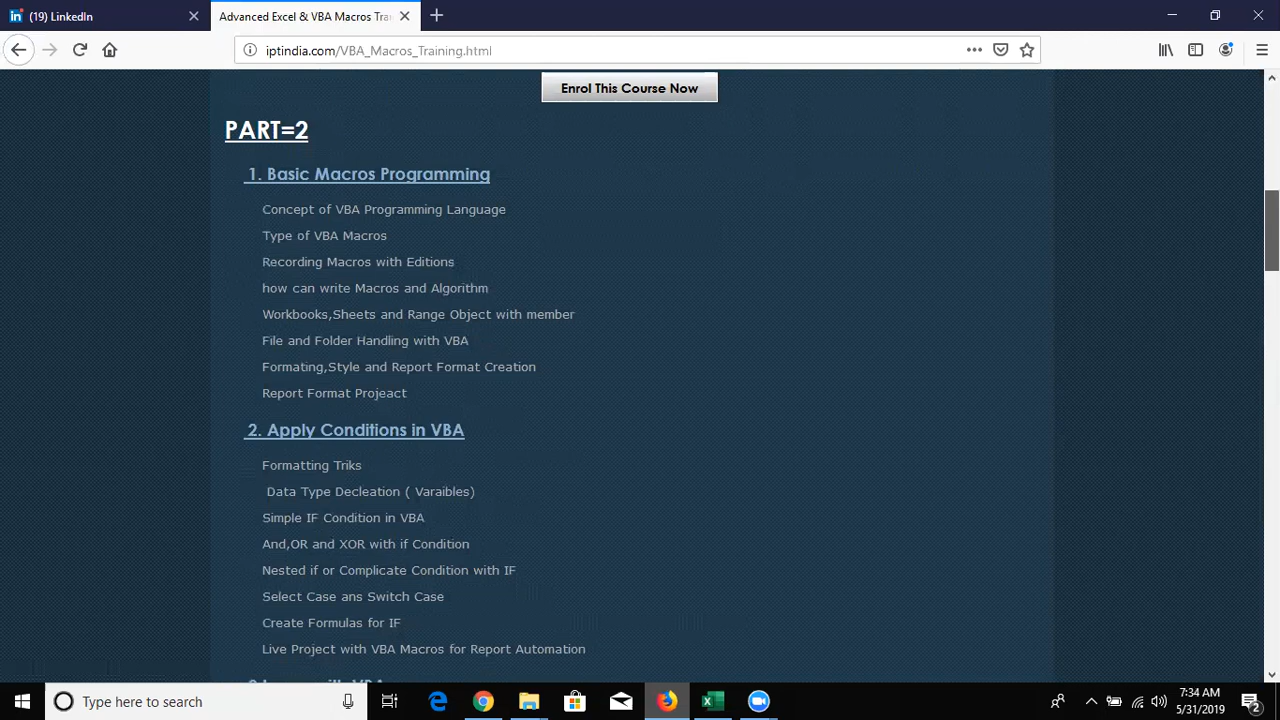 (19) LinkedIn
Advanced Excel & VBA Macros Tra
iptindia.com/VBA_Macros_Training.html
Enrol This Course Now
PART=2
1. Basic Macros Programming
Concept of VBA Programming Language
Type of VBA Macros
Recording Macros with Editions
how can write Macros and Algorithm
Workbooks,Sheets and Range Object with member
File and Folder Handling with VBA
Formating,Style and Report Format Creation
Report Format Projeact
2. Apply Conditions in VBA
Formatting Triks
Data Type Decleation ( Varaibles)
Simple IF Condition in VBA
And,OR and XOR with if Condition
Nested if or Complicate Condition with IF
Select Case ans Switch Case
Create Formulas for IF
Live Project with VBA Macros for Report Automation
Type here to search
7:34 AM
5/31/2019
2